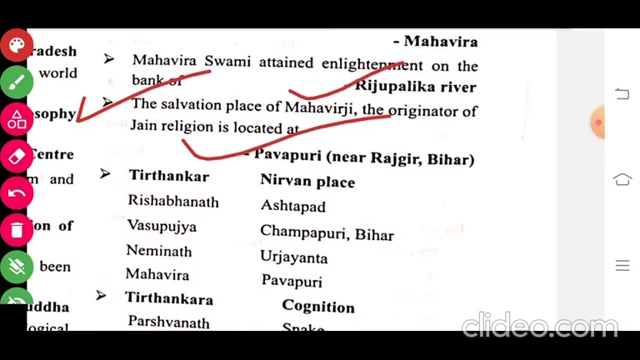 - Mahavira
radesh
➤ Mahavira Swami attained enlightenment on the
world
bank of
- Rijupalika river
sophy
➤ The salvation place of Mahavirji, the originator of
Jain religion is located at
Centre
- Pavapuri (near Rajgir, Bihar)
m and
➤ Tirthankar Nirvan place
Rishabhanath Ashtapad
ion of
Vasupujya Champapuri, Bihar
Neminath Urjayanta
been
Mahavira Pavapuri
uddha
➤ Tirthankara Cognition
ological
Parshvanath Snake
clideo.com